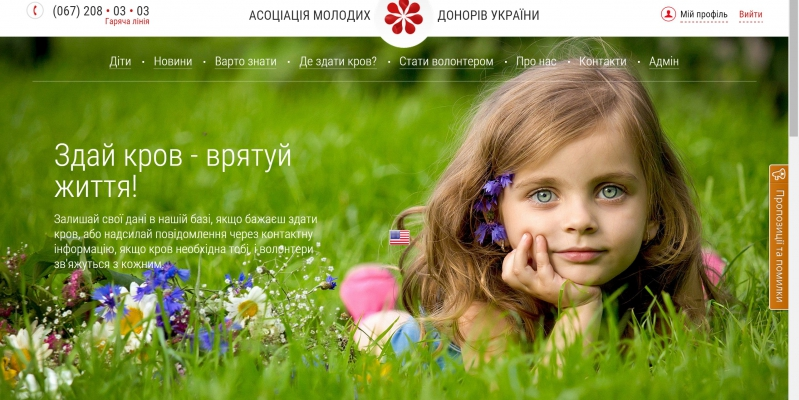 (067) 208 • 03 • 03
Гаряча лінія
АСОЦІАЦІЯ МОЛОДИХ ДОНОРІВ УКРАЇНИ
Мій профіль Вийти
Діти • Новини • Варто знати • Де здати кров? • Стати волонтером • Про нас • Контакти • Адмін
Здай кров - врятуй
життя!
Залишай свої дані в нашій базі, якщо бажаєш здати
кров, або надсилай повідомлення через контактну
інформацію, якщо кров необхідна тобі, і волонтери
зв'яжуться з кожним.
Пропозиції та помилки